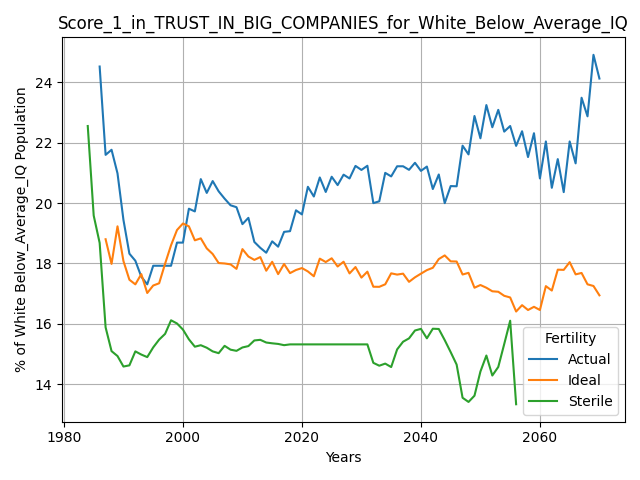 Score_1_in_TRUST_IN_BIG_COMPANIES_for_White_Below_Average_IQ
% of White Below_Average_IQ Population
24
22
20
18
16
14
1980
2000
2020
2040
2060
Years
Fertility
Actual
Ideal
Sterile